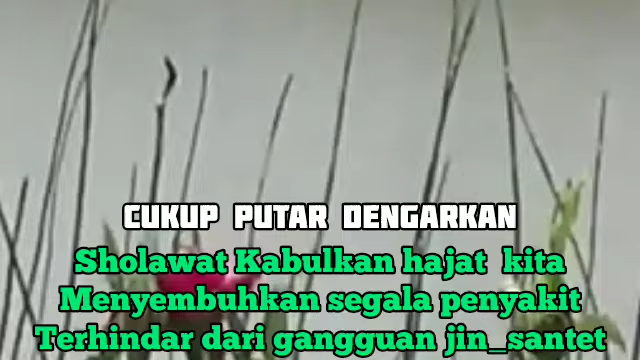 CUKUP PUTAR DENGARKAN
Sholawat Kabulkan hajat kita
Menyembuhkan segala penyakit
Terhindar dari gangguan jin_santet